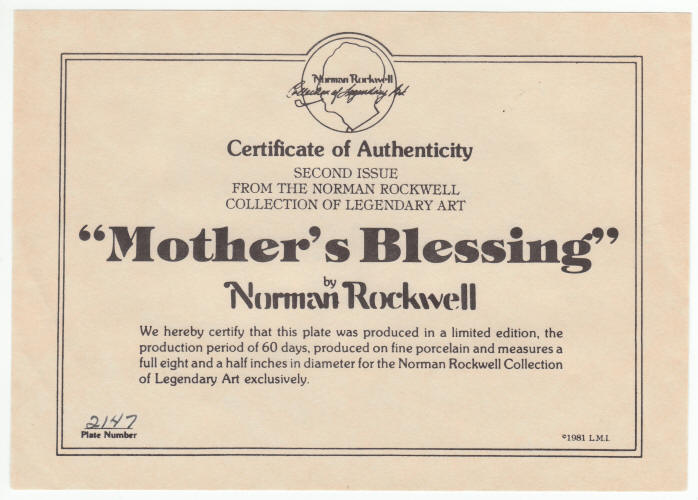 Norman Rockwell
Collection of Legendary Art
Certificate of Authenticity
SECOND ISSUE
FROM THE NORMAN ROCKWELL
COLLECTION OF LEGENDARY ART
“Mother’s Blessing”
by
Norman Rockwell
We hereby certify that this plate was produced in a limited edition, the
production period of 60 days, produced on fine porcelain and measures a
full eight and a half inches in diameter for the Norman Rockwell Collection
of Legendary Art exclusively.
2147
Plate Number
©1981 L.M.I.